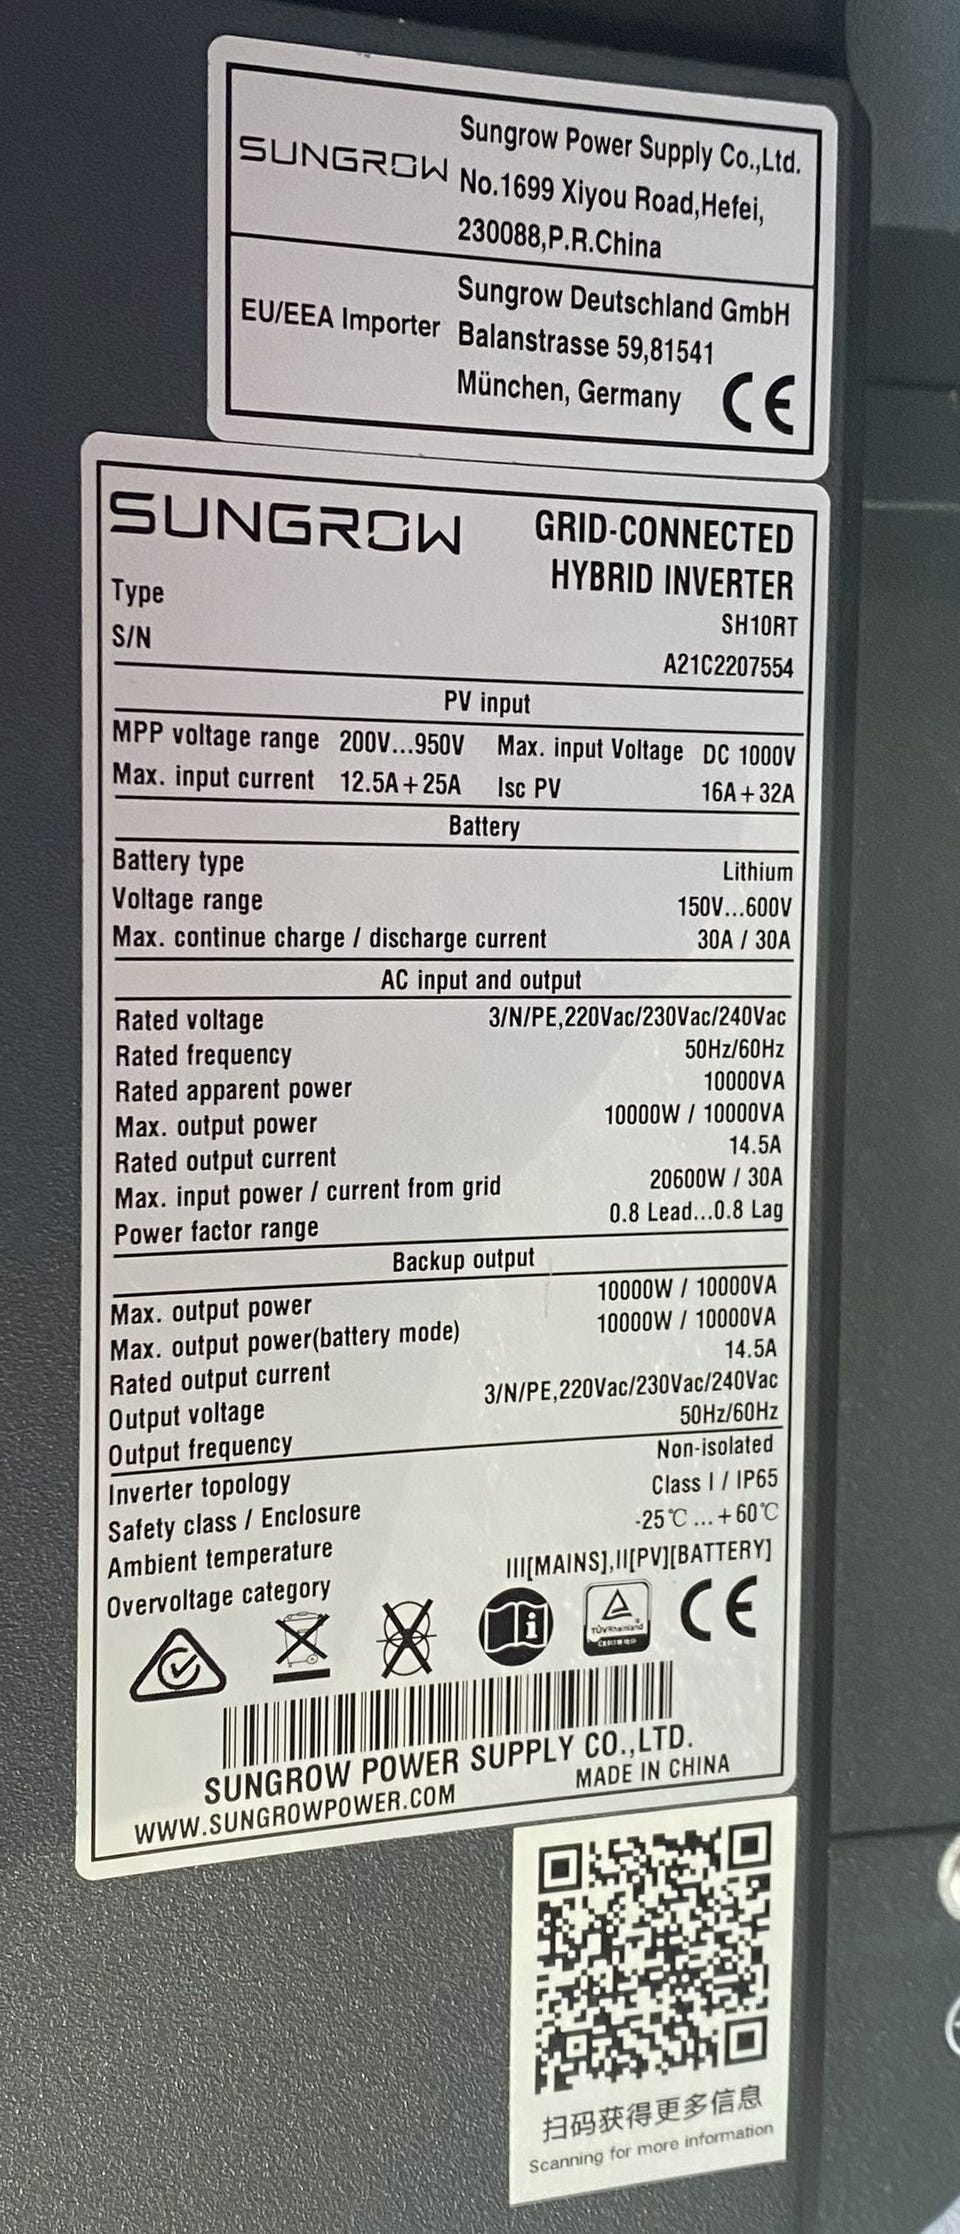 SUNGROW
Sungrow Power Supply Co.,Ltd.
No.1699 Xiyou Road,Hefei,
230088,P.R.China
EU/EEA Importer
Sungrow Deutschland GmbH
Balanstrasse 59,81541
München, Germany
CE
SUNGROW
GRID-CONNECTED
HYBRID INVERTER
Type SH10RT
S/N A21C2207554
PV input
MPP voltage range 200V...950V Max. input Voltage DC 1000V
Max. input current 12.5A+25A Isc PV 16A+32A
Battery
Battery type Lithium
Voltage range 150V...600V
Max. continue charge / discharge current 30A / 30A
AC input and output
Rated voltage 3/N/PE,220Vac/230Vac/240Vac
Rated frequency 50Hz/60Hz
Rated apparent power 10000VA
Max. output power 10000W / 10000VA
Rated output current 14.5A
Max. input power / current from grid 20600W / 30A
Power factor range 0.8 Lead...0.8 Lag
Backup output
Max. output power 10000W / 10000VA
Max. output power(battery mode) 10000W / 10000VA
Rated output current 14.5A
Output voltage 3/N/PE,220Vac/230Vac/240Vac
Output frequency 50Hz/60Hz
Inverter topology Non-isolated
Safety class / Enclosure Class I / IP65
Ambient temperature -25℃...+60℃
Overvoltage category III[MAINS],II[PV][BATTERY]
TÜVRheinland
CE
SUNGROW POWER SUPPLY CO.,LTD.
WWW.SUNGROWPOWER.COM MADE IN CHINA
扫码获得更多信息
Scanning for more information